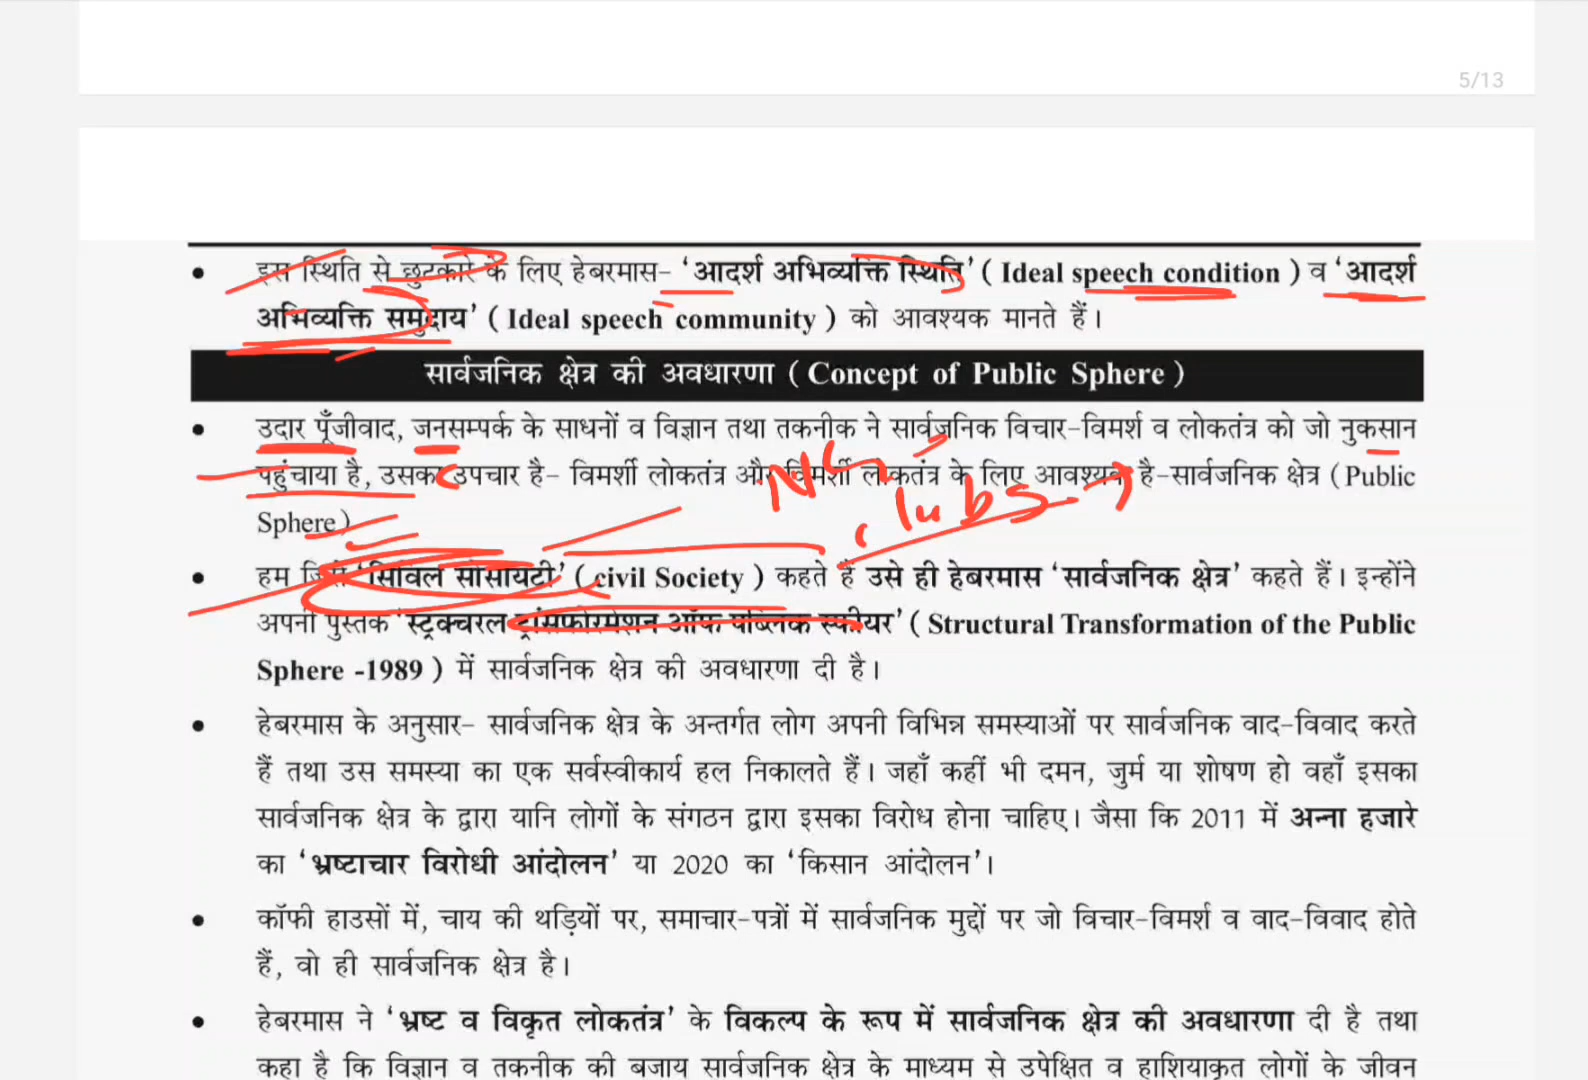 5/13
• इस स्थिति से छुटकारे के लिए हेबरमास– ‘आदर्श अभिव्यक्ति स्थिति’ ( Ideal speech condition ) व ‘आदर्श
अभिव्यक्ति समुदाय’ ( Ideal speech community ) को आवश्यक मानते हैं।
सार्वजनिक क्षेत्र की अवधारणा ( Concept of Public Sphere )
• उदार पूँजीवाद, जनसम्पर्क के साधनों व विज्ञान तथा तकनीक ने सार्वजनिक विचार-विमर्श व लोकतंत्र को जो नुकसान
पहुंचाया है, उसका उपचार है– विमर्शी लोकतंत्र और विमर्शी लोकतंत्र के लिए आवश्यक है–सार्वजनिक क्षेत्र (Public
Sphere)
• हम जिसे ‘सिविल सोसायटी’ ( civil Society ) कहते हैं उसे ही हेबरमास ‘सार्वजनिक क्षेत्र’ कहते हैं। इन्होंने
अपनी पुस्तक ‘स्ट्रक्चरल ट्रांसफोरमेशन ऑफ पब्लिक स्फीयर’ ( Structural Transformation of the Public
Sphere -1989 ) में सार्वजनिक क्षेत्र की अवधारणा दी है।
• हेबरमास के अनुसार– सार्वजनिक क्षेत्र के अन्तर्गत लोग अपनी विभिन्न समस्याओं पर सार्वजनिक वाद-विवाद करते
हैं तथा उस समस्या का एक सर्वस्वीकार्य हल निकालते हैं। जहाँ कहीं भी दमन, जुर्म या शोषण हो वहाँ इसका
सार्वजनिक क्षेत्र के द्वारा यानि लोगों के संगठन द्वारा इसका विरोध होना चाहिए। जैसा कि 2011 में अन्ना हजारे
का ‘भ्रष्टाचार विरोधी आंदोलन’ या 2020 का ‘किसान आंदोलन’।
• कॉफी हाउसों में, चाय की थड़ियों पर, समाचार-पत्रों में सार्वजनिक मुद्दों पर जो विचार-विमर्श व वाद-विवाद होते
हैं, वो ही सार्वजनिक क्षेत्र है।
• हेबरमास ने ‘भ्रष्ट व विकृत लोकतंत्र’ के विकल्प के रूप में सार्वजनिक क्षेत्र की अवधारणा दी है तथा
कहा है कि विज्ञान व तकनीक की बजाय सार्वजनिक क्षेत्र के माध्यम से उपेक्षित व हाशियाकृत लोगों के जीवन